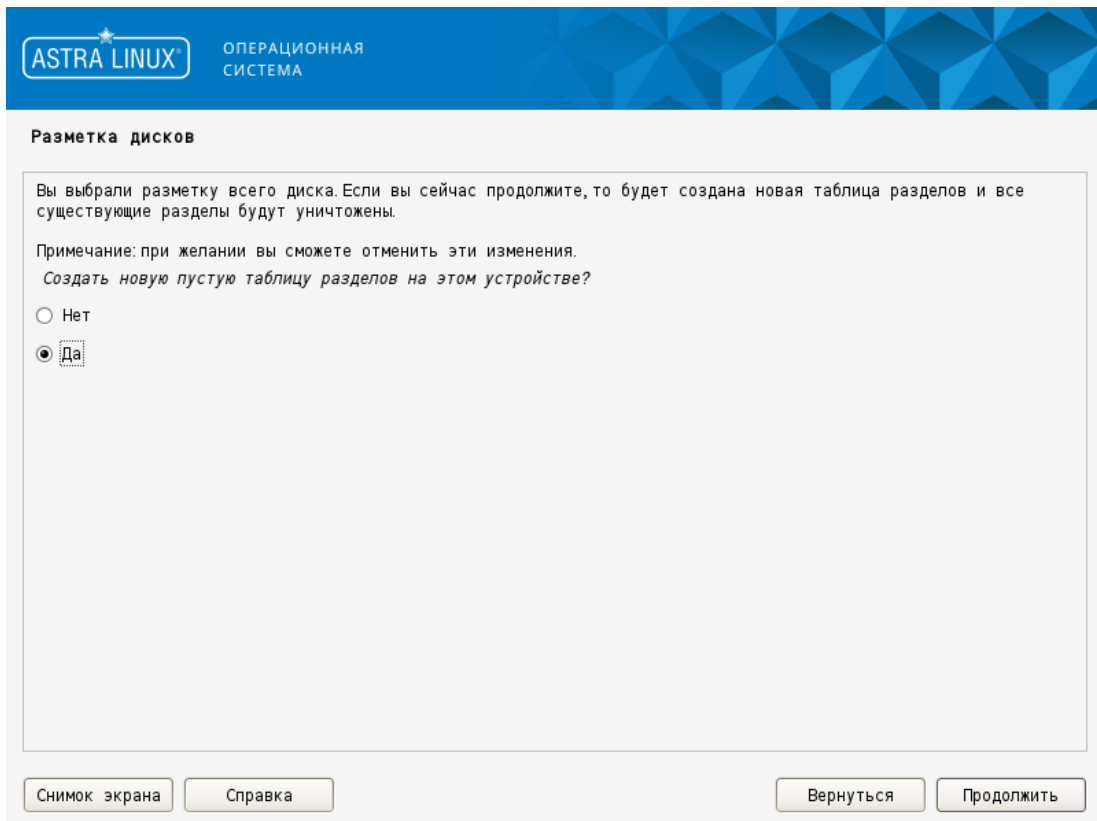 ASTRA LINUX®
ОПЕРАЦИОННАЯ
СИСТЕМА
Разметка дисков
Вы выбрали разметку всего диска. Если вы сейчас продолжите, то будет создана новая таблица разделов и все
существующие разделы будут уничтожены.
Примечание: при желании вы сможете отменить эти изменения.
Создать новую пустую таблицу разделов на этом устройстве?
Нет
Да
Снимок экрана
Справка
Вернуться
Продолжить